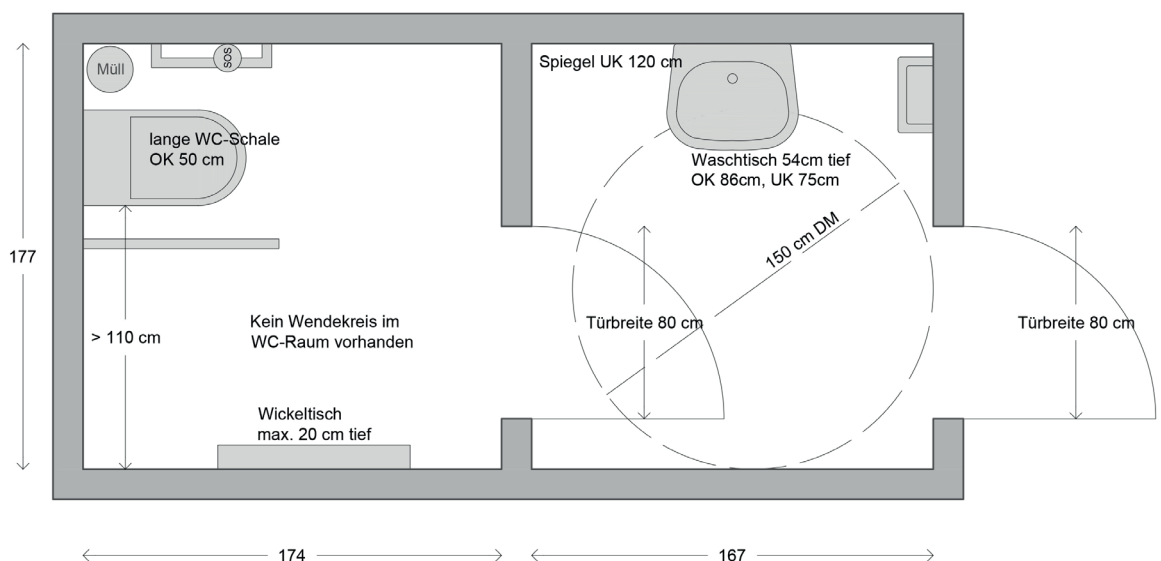 Müll
SOS
Spiegel UK 120 cm
lange WC-Schale
OK 50 cm
Waschtisch 54cm tief
OK 86cm, UK 75cm
150 cm DM
177
> 110 cm
Kein Wendekreis im
WC-Raum vorhanden
Türbreite 80 cm
Türbreite 80 cm
Wickeltisch
max. 20 cm tief
174
167